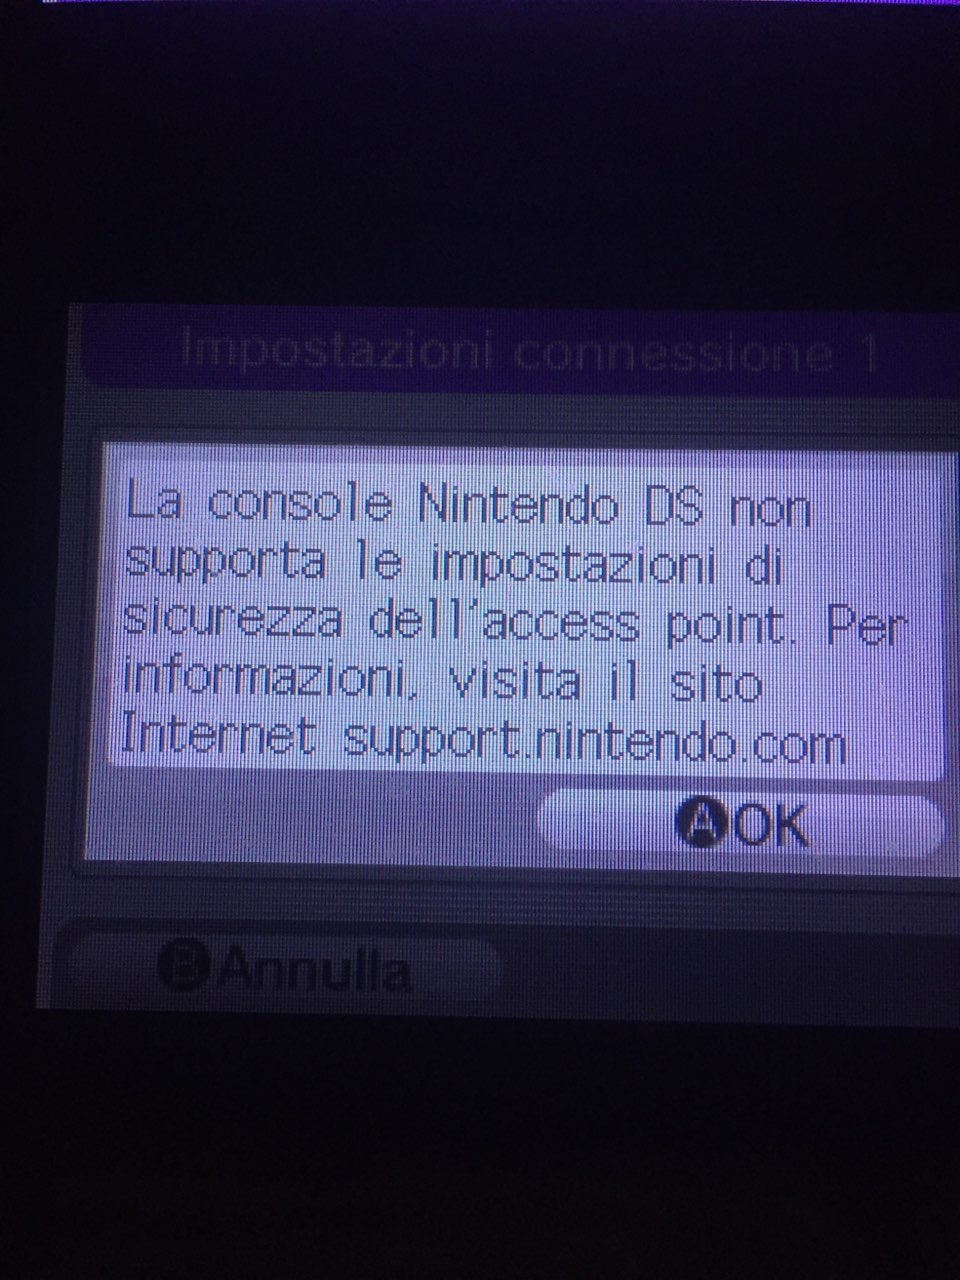 Impostazioni connessione 1
La console Nintendo DS non
supporta le impostazioni di
sicurezza dell'access point. Per
informazioni, visita il sito
Internet support.nintendo.com
A OK
B Annulla